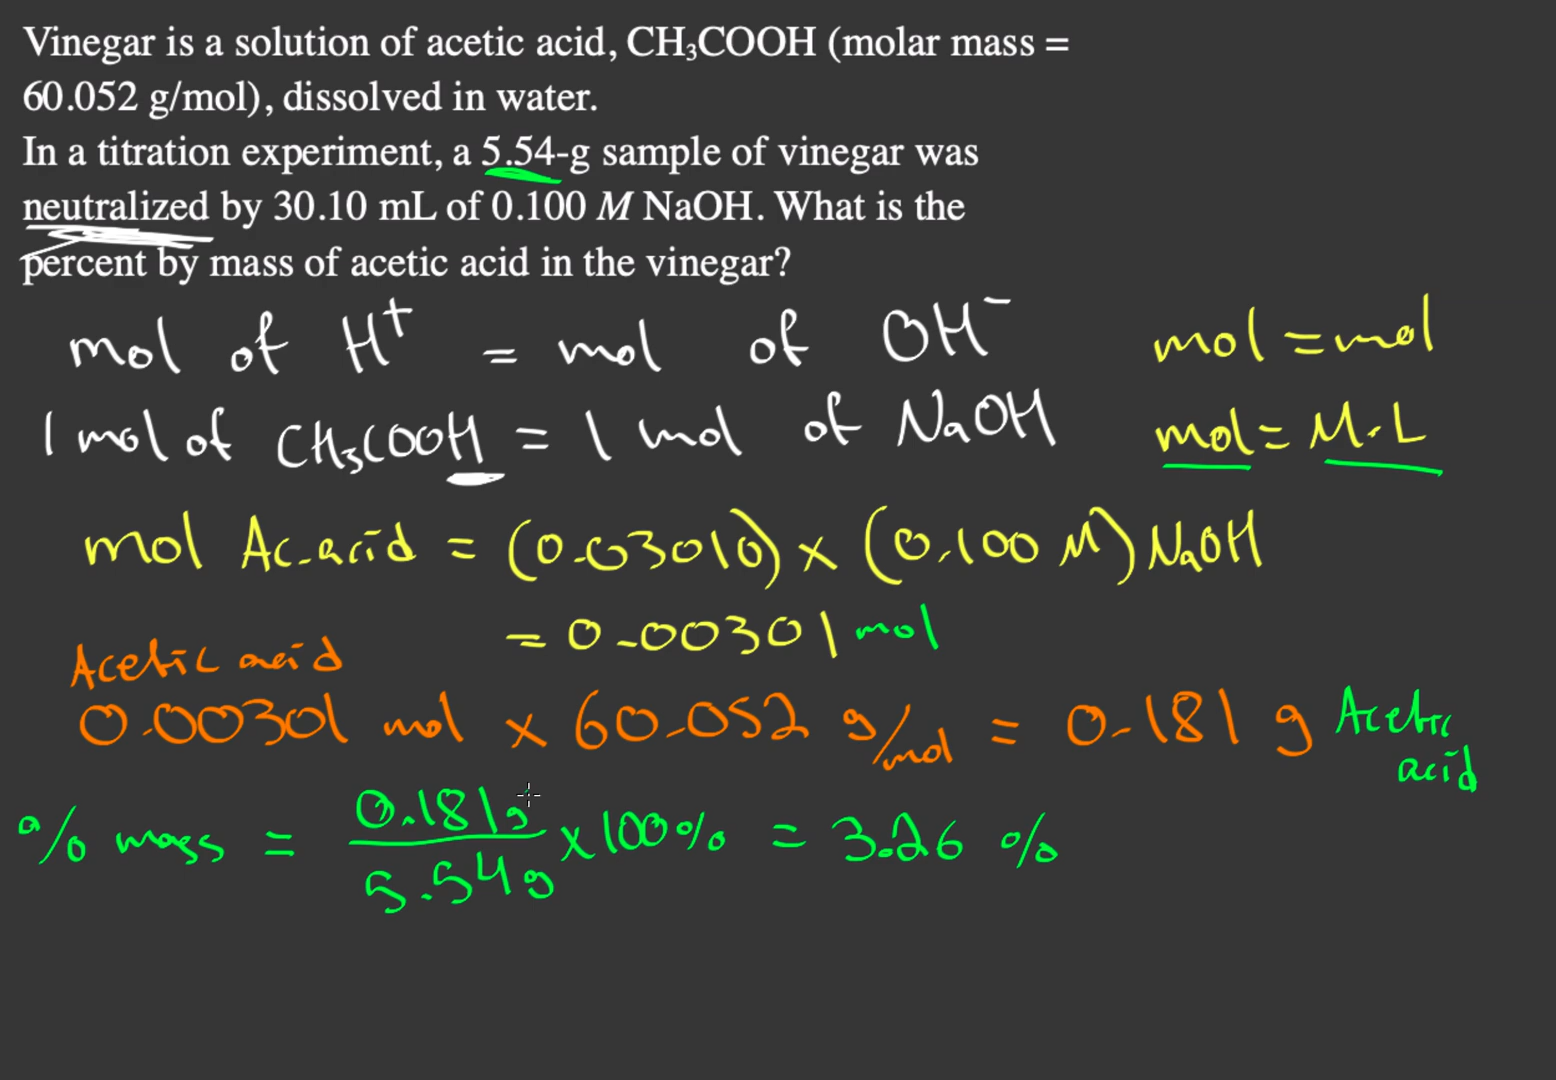 Vinegar is a solution of acetic acid, CH₃COOH (molar mass =
60.052 g/mol), dissolved in water.
In a titration experiment, a 5.54-g sample of vinegar was
neutralized by 30.10 mL of 0.100 M NaOH. What is the
percent by mass of acetic acid in the vinegar?
mol of H⁺ = mol of OH⁻ mol = mol
1 mol of CH₃COOH = 1 mol of NaOH mol = M.L
mol Ac-acid = (0.03010) × (0.100 M) NaOH
= 0.00301 mol
Acetic acid
0.00301 mol × 60.052 g/mol = 0.181 g Acetic
acid
% mass = 0.181g / 5.54g × 100% = 3.26 %